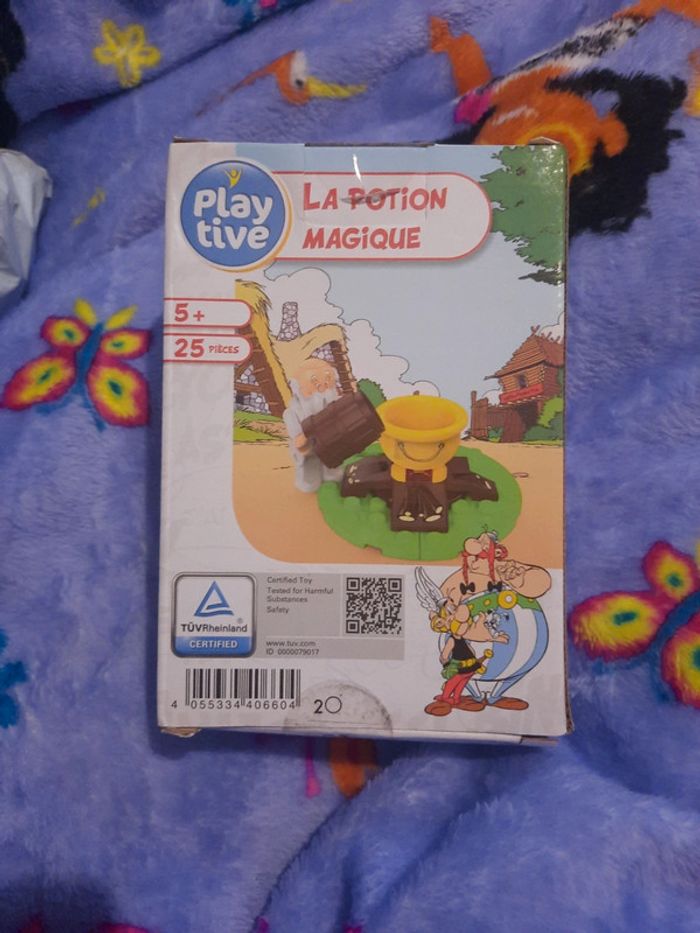 Play
tive
LA POTION
MAGIQUE
5+
25 PIÈCES
TÜVRheinland®
CERTIFIED
Certified Toy
Tested for Harmful
Substances
Safety
www.tuv.com
ID 0000079017
4 055334 406604
2